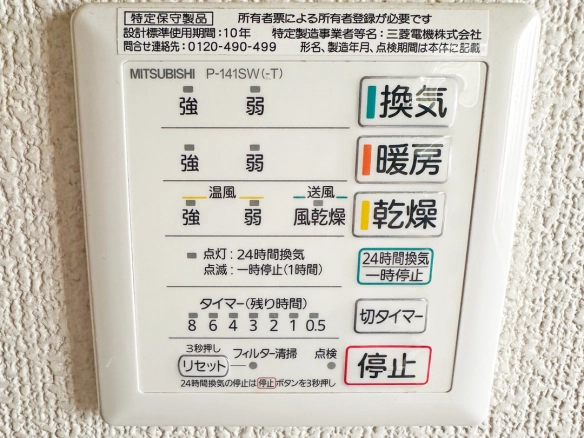 特定保守製品 所有者票による所有者登録が必要です
設計標準使用期間：10年 特定製造事業者等名：三菱電機株式会社
問合せ連絡先：0120-490-499 形名、製造年月、点検期間は本体に記載
MITSUBISHI P-141SW(-T)
強 弱 換気
強 弱 暖房
温風 送風
強 弱 風乾燥 乾燥
点灯：24時間換気
点滅：一時停止(1時間)
24時間換気
一時停止
タイマー(残り時間)
8 6 4 3 2 1 0.5
切タイマー
3秒押し
リセット フィルター清掃 点検
停止
24時間換気の停止は停止ボタンを3秒押し